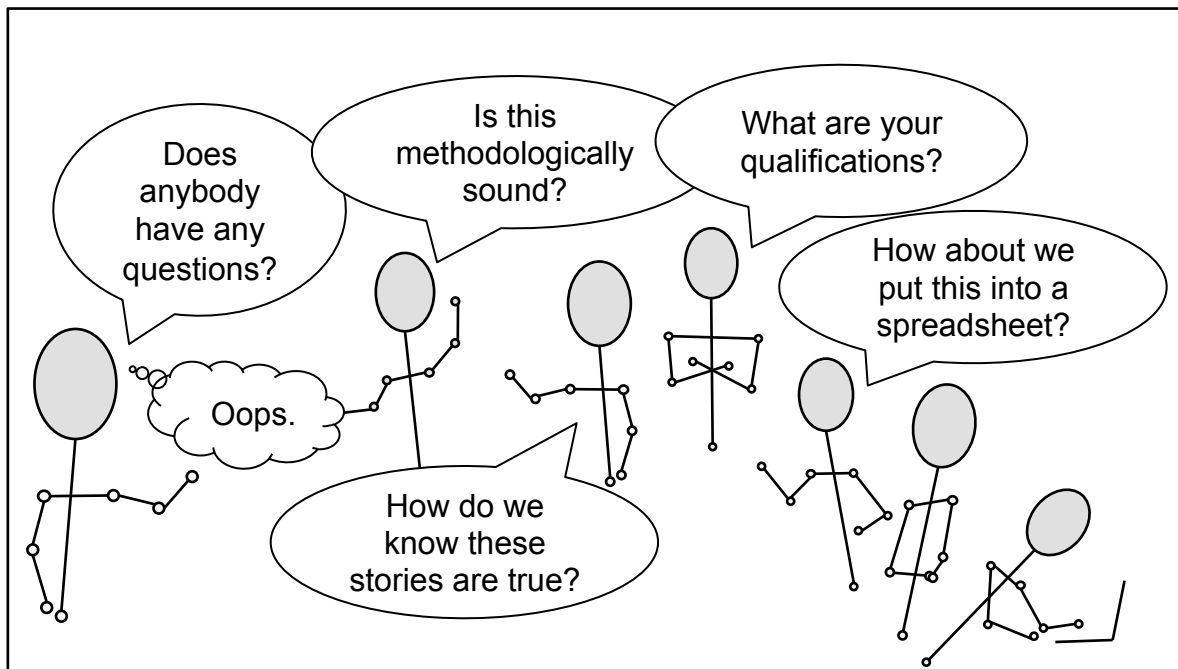 Does
anybody
have any
questions?
Oops.
Is this
methodologically
sound?
How do we
know these
stories are true?
What are your
qualifications?
How about we
put this into a
spreadsheet?